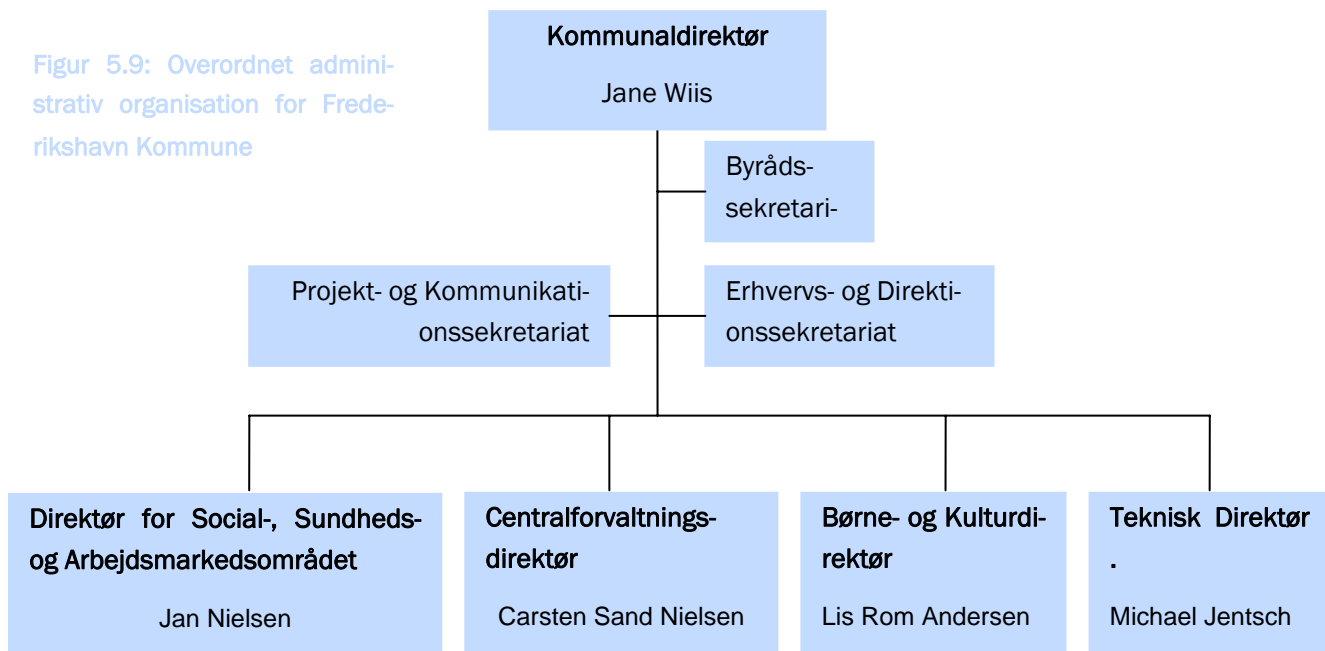 Figur 5.9: Overordnet admini-
strativ organisation for Frede-
rikshavn Kommune
Kommunaldirektør
Jane Wiis
Byråds-
sekretari-
Projekt- og Kommunikati-
onssekretariat
Erhvervs- og Direkti-
onssekretariat
Direktør for Social-, Sundheds-
og Arbejdsmarkedsområdet
Jan Nielsen
Centralforvaltnings-
direktør
Carsten Sand Nielsen
Børne- og Kulturdi-
rektør
Lis Rom Andersen
Teknisk Direktør
.
Michael Jentsch